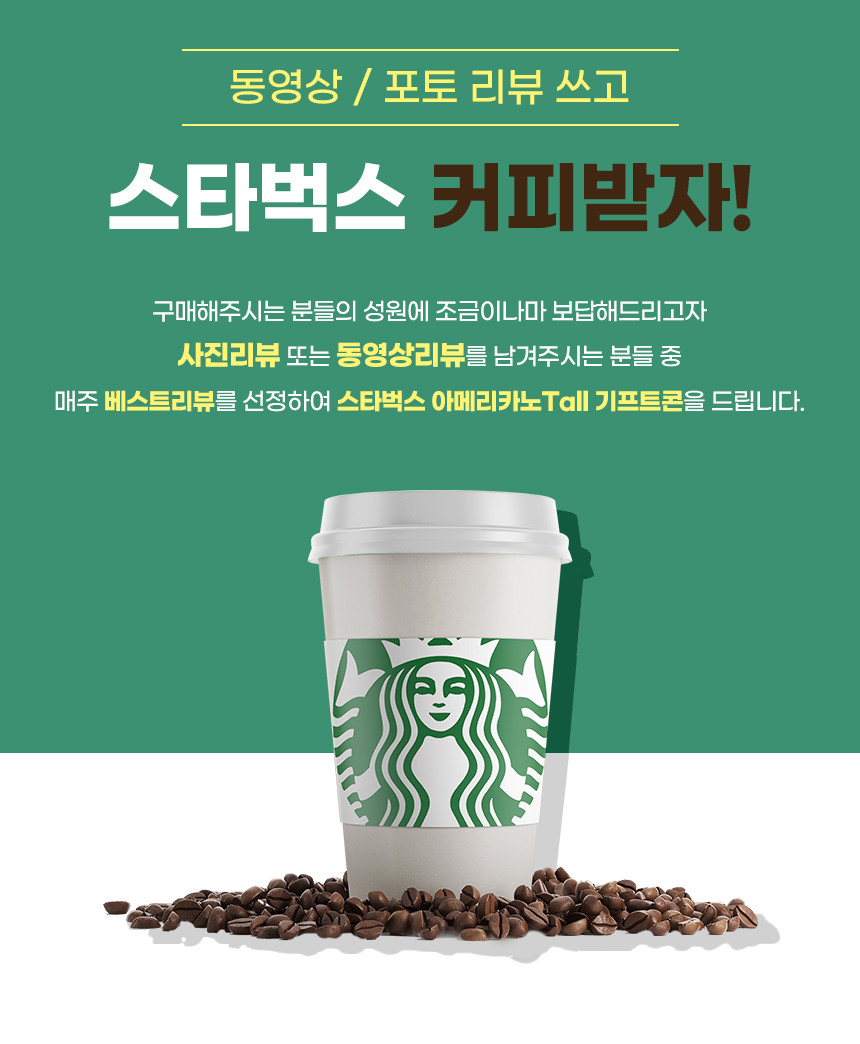 동영상 / 포토 리뷰 쓰고
스타벅스 커피받자!
구매해주시는 분들의 성원에 조금이나마 보답해드리고자
사진리뷰 또는 동영상리뷰를 남겨주시는 분들 중
매주 베스트리뷰를 선정하여 스타벅스 아메리카노Tall 기프트콘을 드립니다.